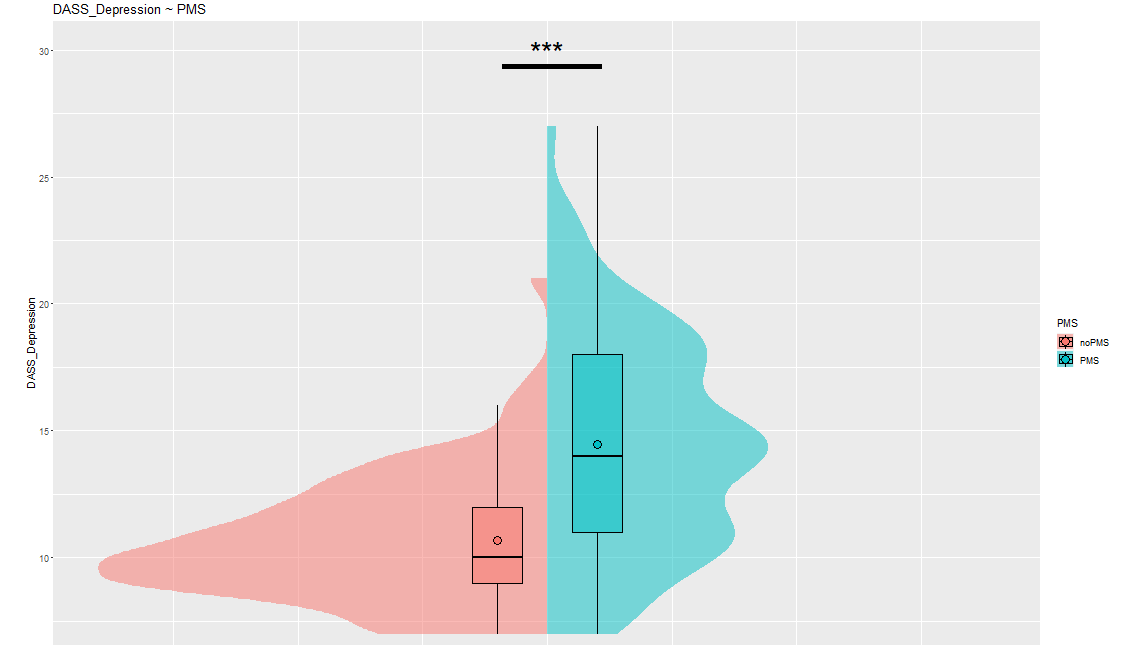 DASS_Depression ~ PMS
***
30
25
20
15
10
DASS_Depression
PMS
noPMS
PMS